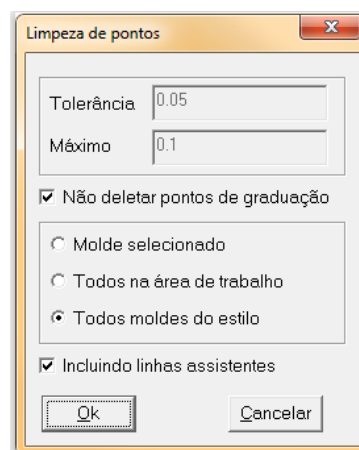 Limpeza de pontos
Tolerância 0.05
Máximo 0.1
Não deletar pontos de graduação
Molde selecionado
Todos na área de trabalho
Todos moldes do estilo
Incluindo linhas assistentes
Ok Cancelar